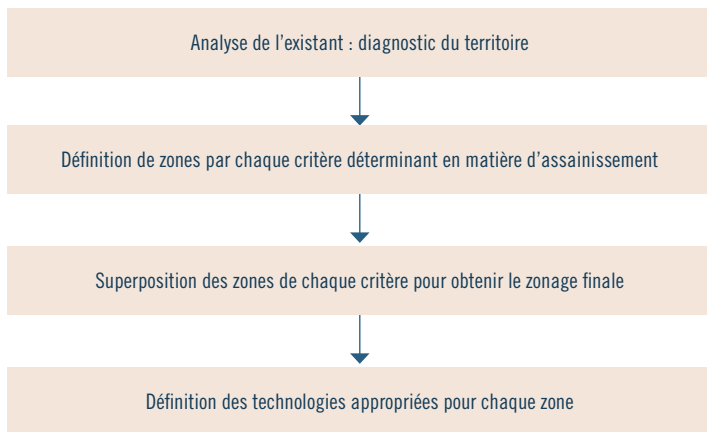 Analyse de l’existant : diagnostic du territoire
Définition de zones par chaque critère déterminant en matière d’assainissement
Superposition des zones de chaque critère pour obtenir le zonage finale
Définition des technologies appropriées pour chaque zone